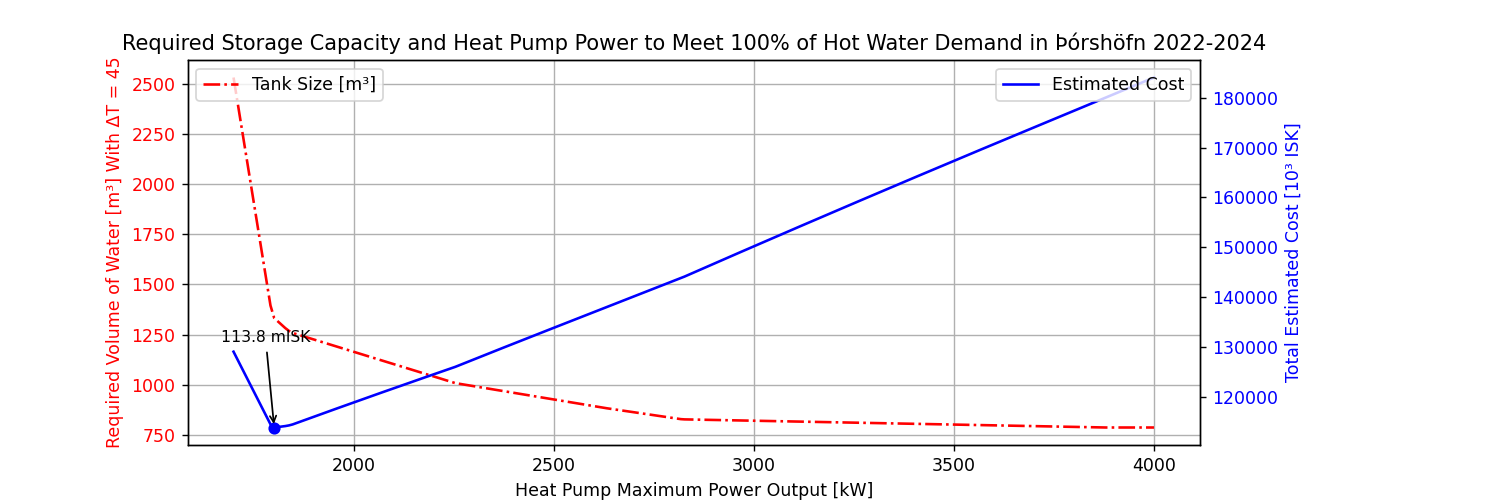 Required Storage Capacity and Heat Pump Power to Meet 100% of Hot Water Demand in Þórshöfn 2022-2024
Required Volume of Water [m³] With ΔT = 45
2500
2250
2000
1750
1500
1250
1000
750
Tank Size [m³]
Estimated Cost
113.8 mISK
180000
170000
160000
150000
140000
130000
120000
Total Estimated Cost [10³ ISK]
2000
2500
3000
3500
4000
Heat Pump Maximum Power Output [kW]